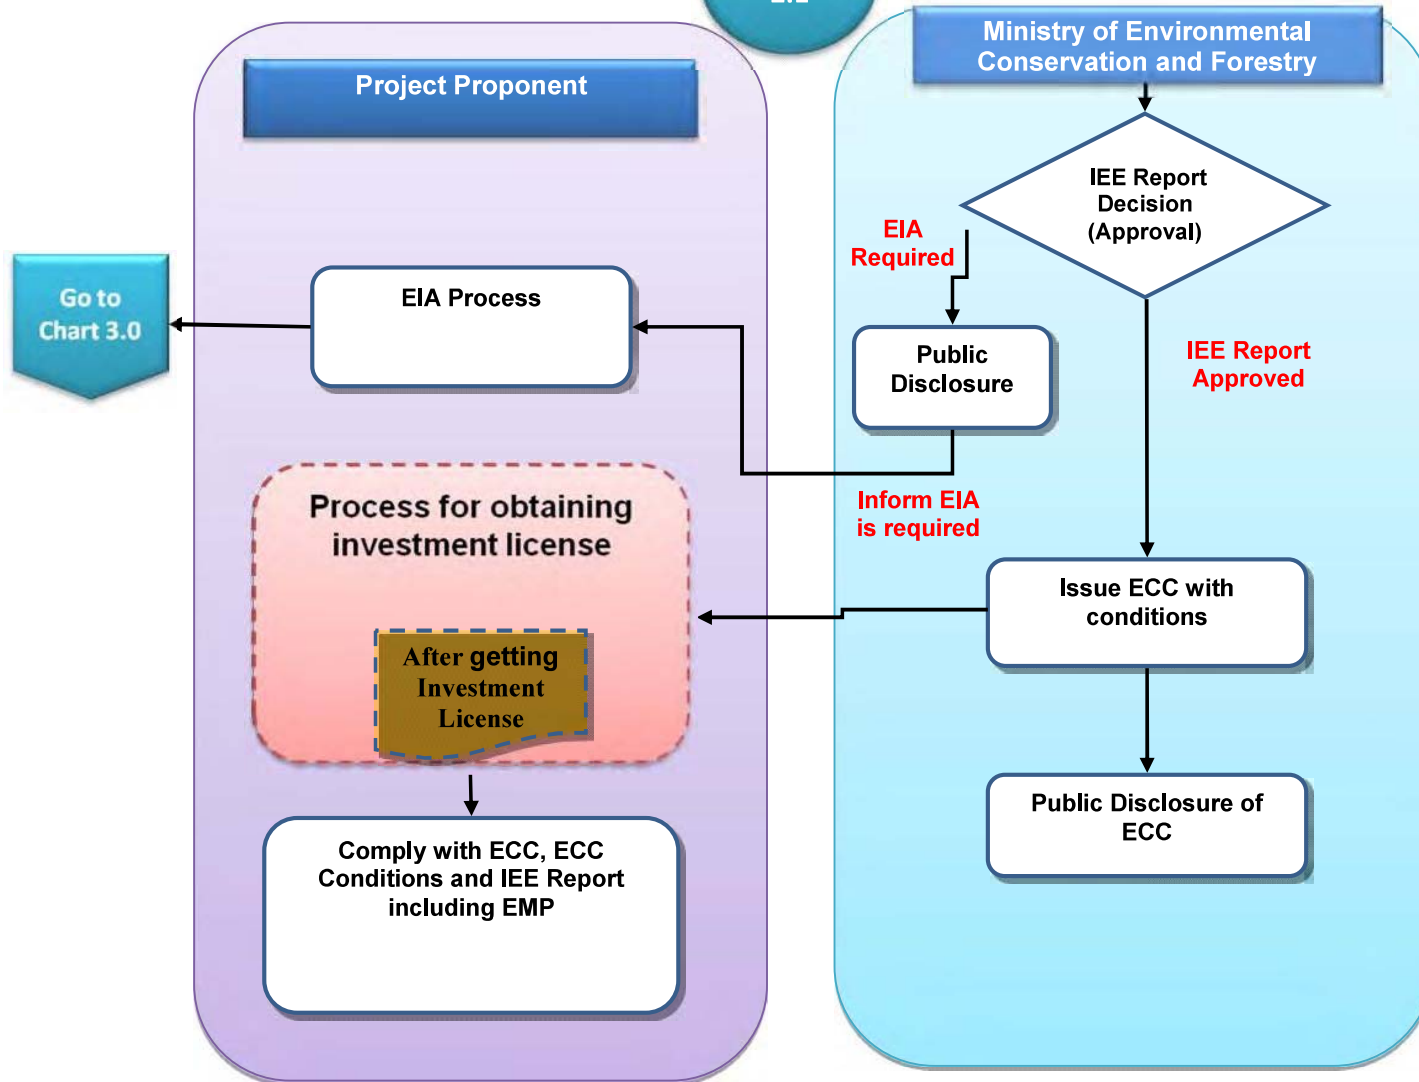 Project Proponent
Ministry of Environmental
Conservation and Forestry
IEE Report
Decision
(Approval)
EIA
Required
EIA Process
Go to
Chart 3.0
Public
Disclosure
IEE Report
Approved
Inform EIA
is required
Process for obtaining
investment license
After getting
Investment
License
Issue ECC with
conditions
Public Disclosure of
ECC
Comply with ECC, ECC
Conditions and IEE Report
including EMP